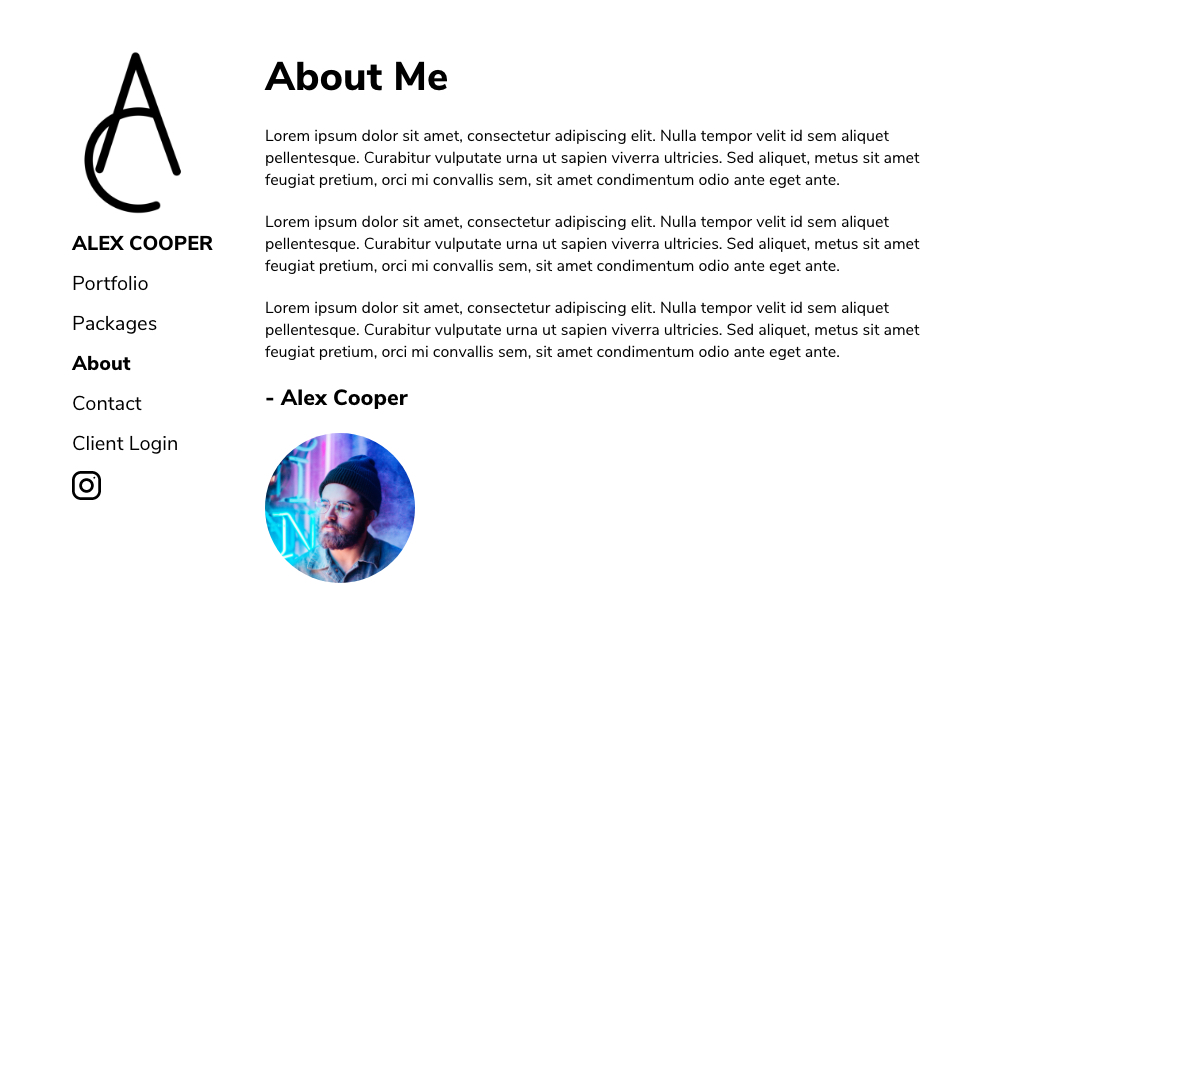 AC
ALEX COOPER
Portfolio
Packages
About
Contact
Client Login
About Me
Lorem ipsum dolor sit amet, consectetur adipiscing elit. Nulla tempor velit id sem aliquet
pellentesque. Curabitur vulputate urna ut sapien viverra ultricies. Sed aliquet, metus sit amet
feugiat pretium, orci mi convallis sem, sit amet condimentum odio ante eget ante.
Lorem ipsum dolor sit amet, consectetur adipiscing elit. Nulla tempor velit id sem aliquet
pellentesque. Curabitur vulputate urna ut sapien viverra ultricies. Sed aliquet, metus sit amet
feugiat pretium, orci mi convallis sem, sit amet condimentum odio ante eget ante.
Lorem ipsum dolor sit amet, consectetur adipiscing elit. Nulla tempor velit id sem aliquet
pellentesque. Curabitur vulputate urna ut sapien viverra ultricies. Sed aliquet, metus sit amet
feugiat pretium, orci mi convallis sem, sit amet condimentum odio ante eget ante.
- Alex Cooper